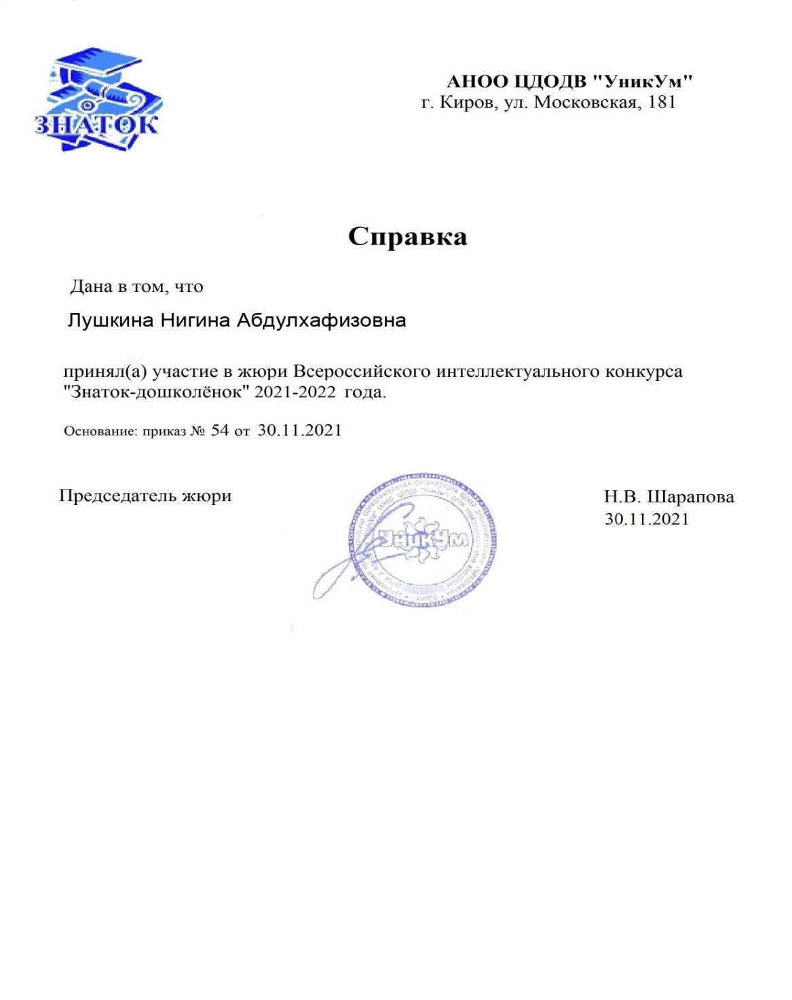 ЗНАТОК
АНОО ЦДОДВ "УникУм"
г. Киров, ул. Московская, 181
Справка
Дана в том, что
Лушкина Нигина Абдулхафизовна
принял(а) участие в жюри Всероссийского интеллектуального конкурса
"Знаток-дошколёнок" 2021-2022 года.
Основание: приказ № 54 от 30.11.2021
Председатель жюри
УникУм
Н.В. Шарапова
30.11.2021